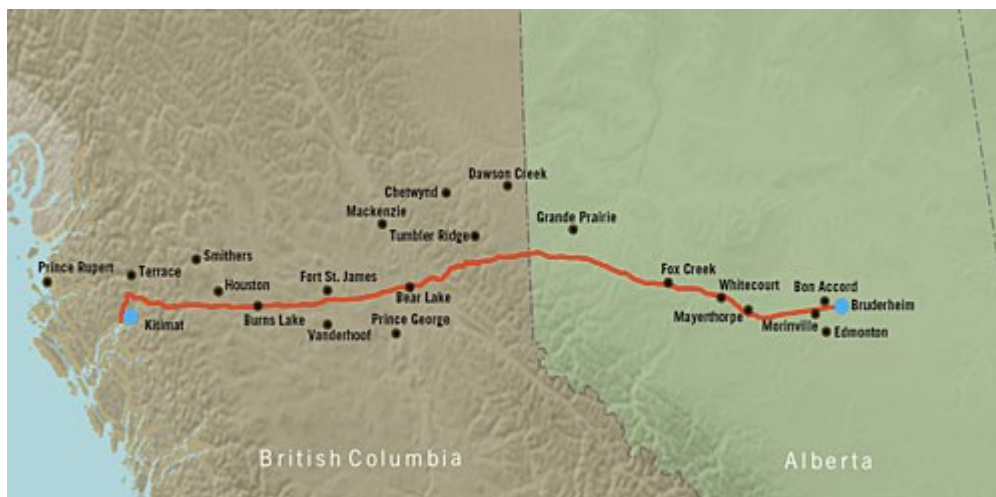 Dawson Creek
Chetwynd
Mackenzie
Grande Prairie
Tumbler Ridge
Smithers
Prince Rupert
Terrace
Fort St. James
Fox Creek
Houston
Whitecourt
Bon Accord
Bear Lake
Bruderheim
Kitimat
Burns Lake
Prince George
Mayerthorpe
Morinville
Vanderhoof
Edmonton
British Columbia
Alberta